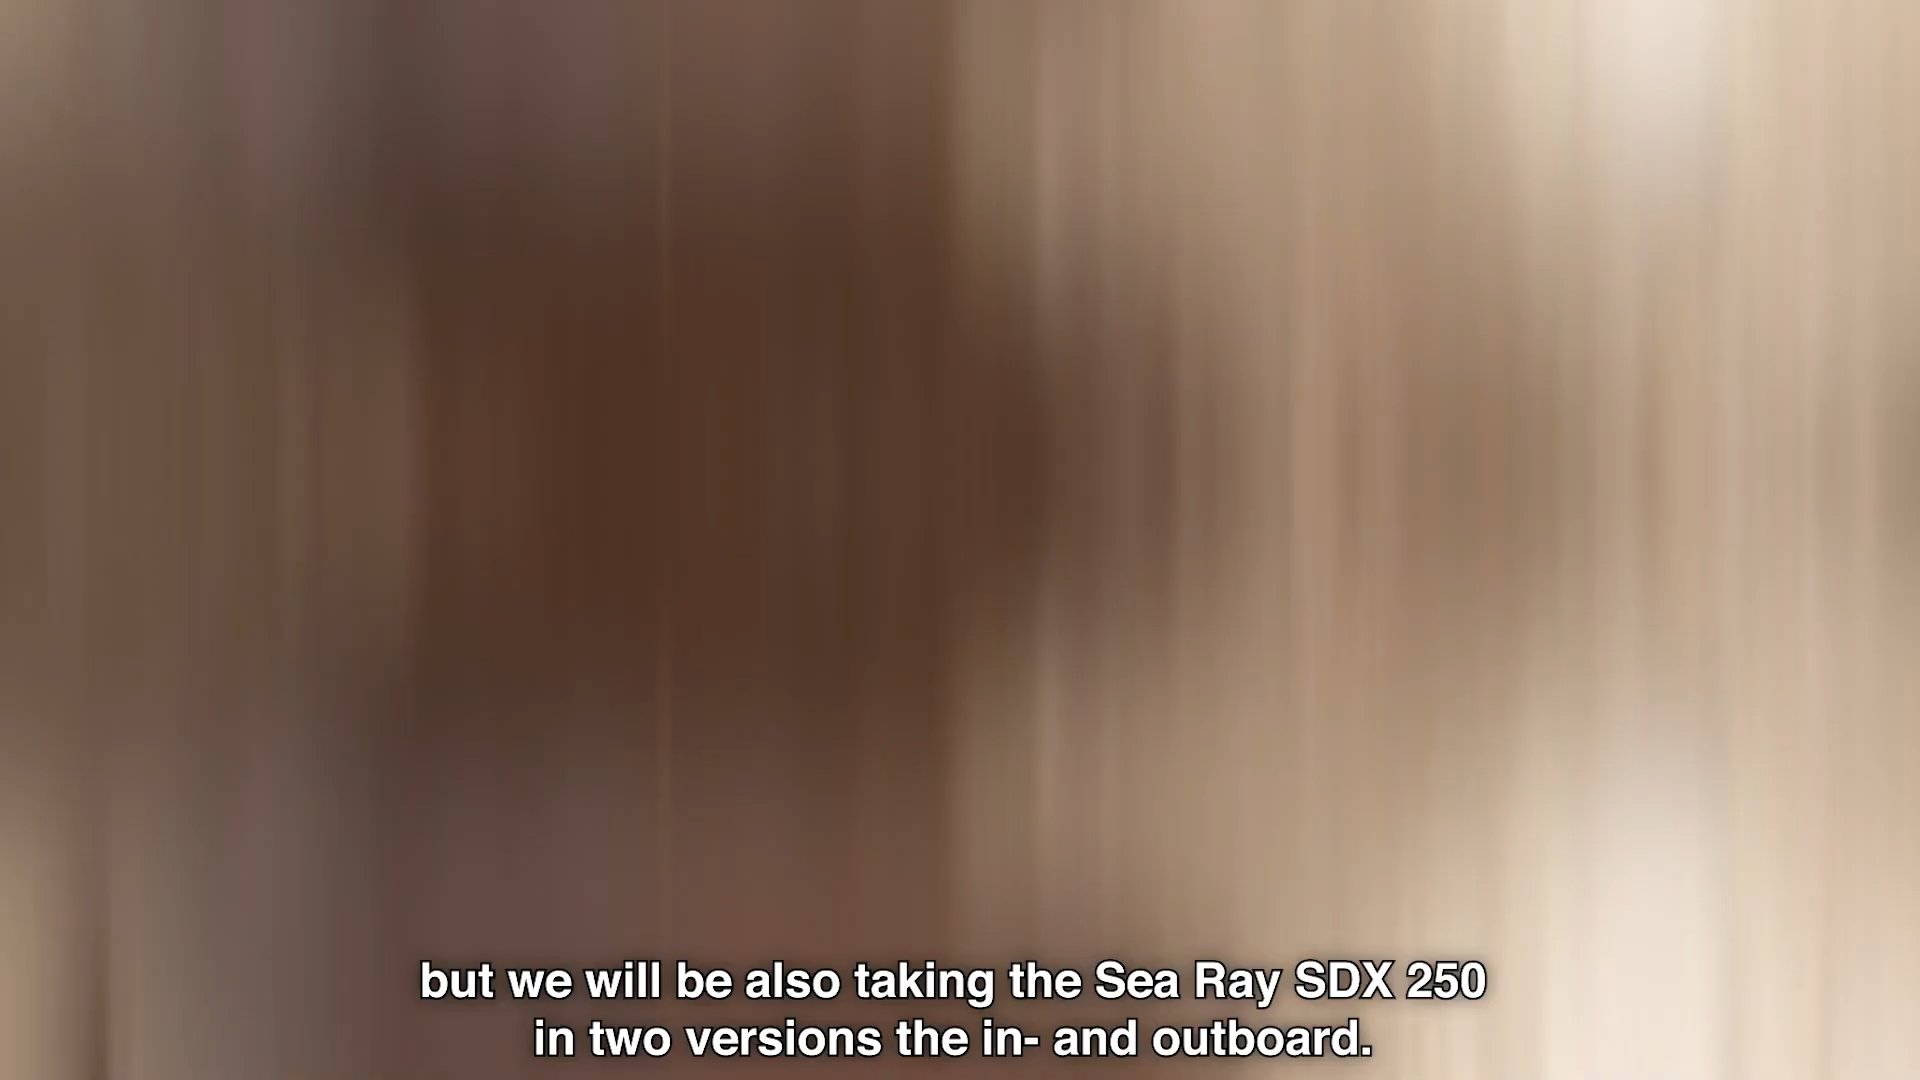 but we will be also taking the Sea Ray SDX 250
in two versions the in- and outboard.